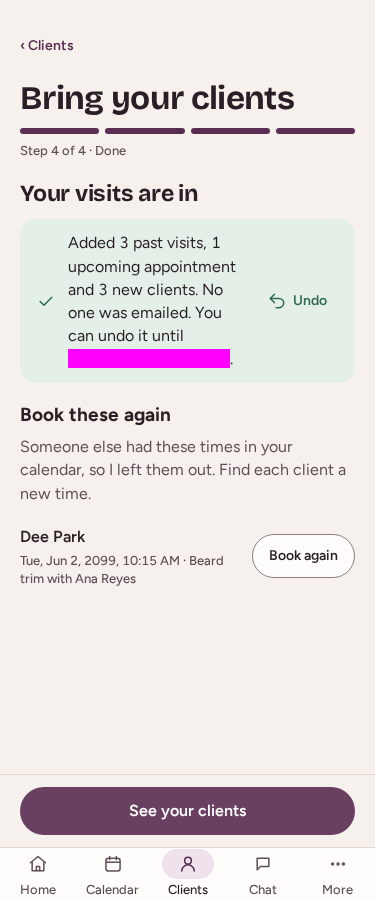 ‹ Clients
Bring your clients
Step 4 of 4 · Done
Your visits are in
Added 3 past visits, 1
upcoming appointment
and 3 new clients. No
one was emailed. You
can undo it until
.
Undo
Book these again
Someone else had these times in your
calendar, so I left them out. Find each client a
new time.
Dee Park
Tue, Jun 2, 2099, 10:15 AM · Beard
trim with Ana Reyes
Book again
See your clients
Home
Calendar
Clients
Chat
More